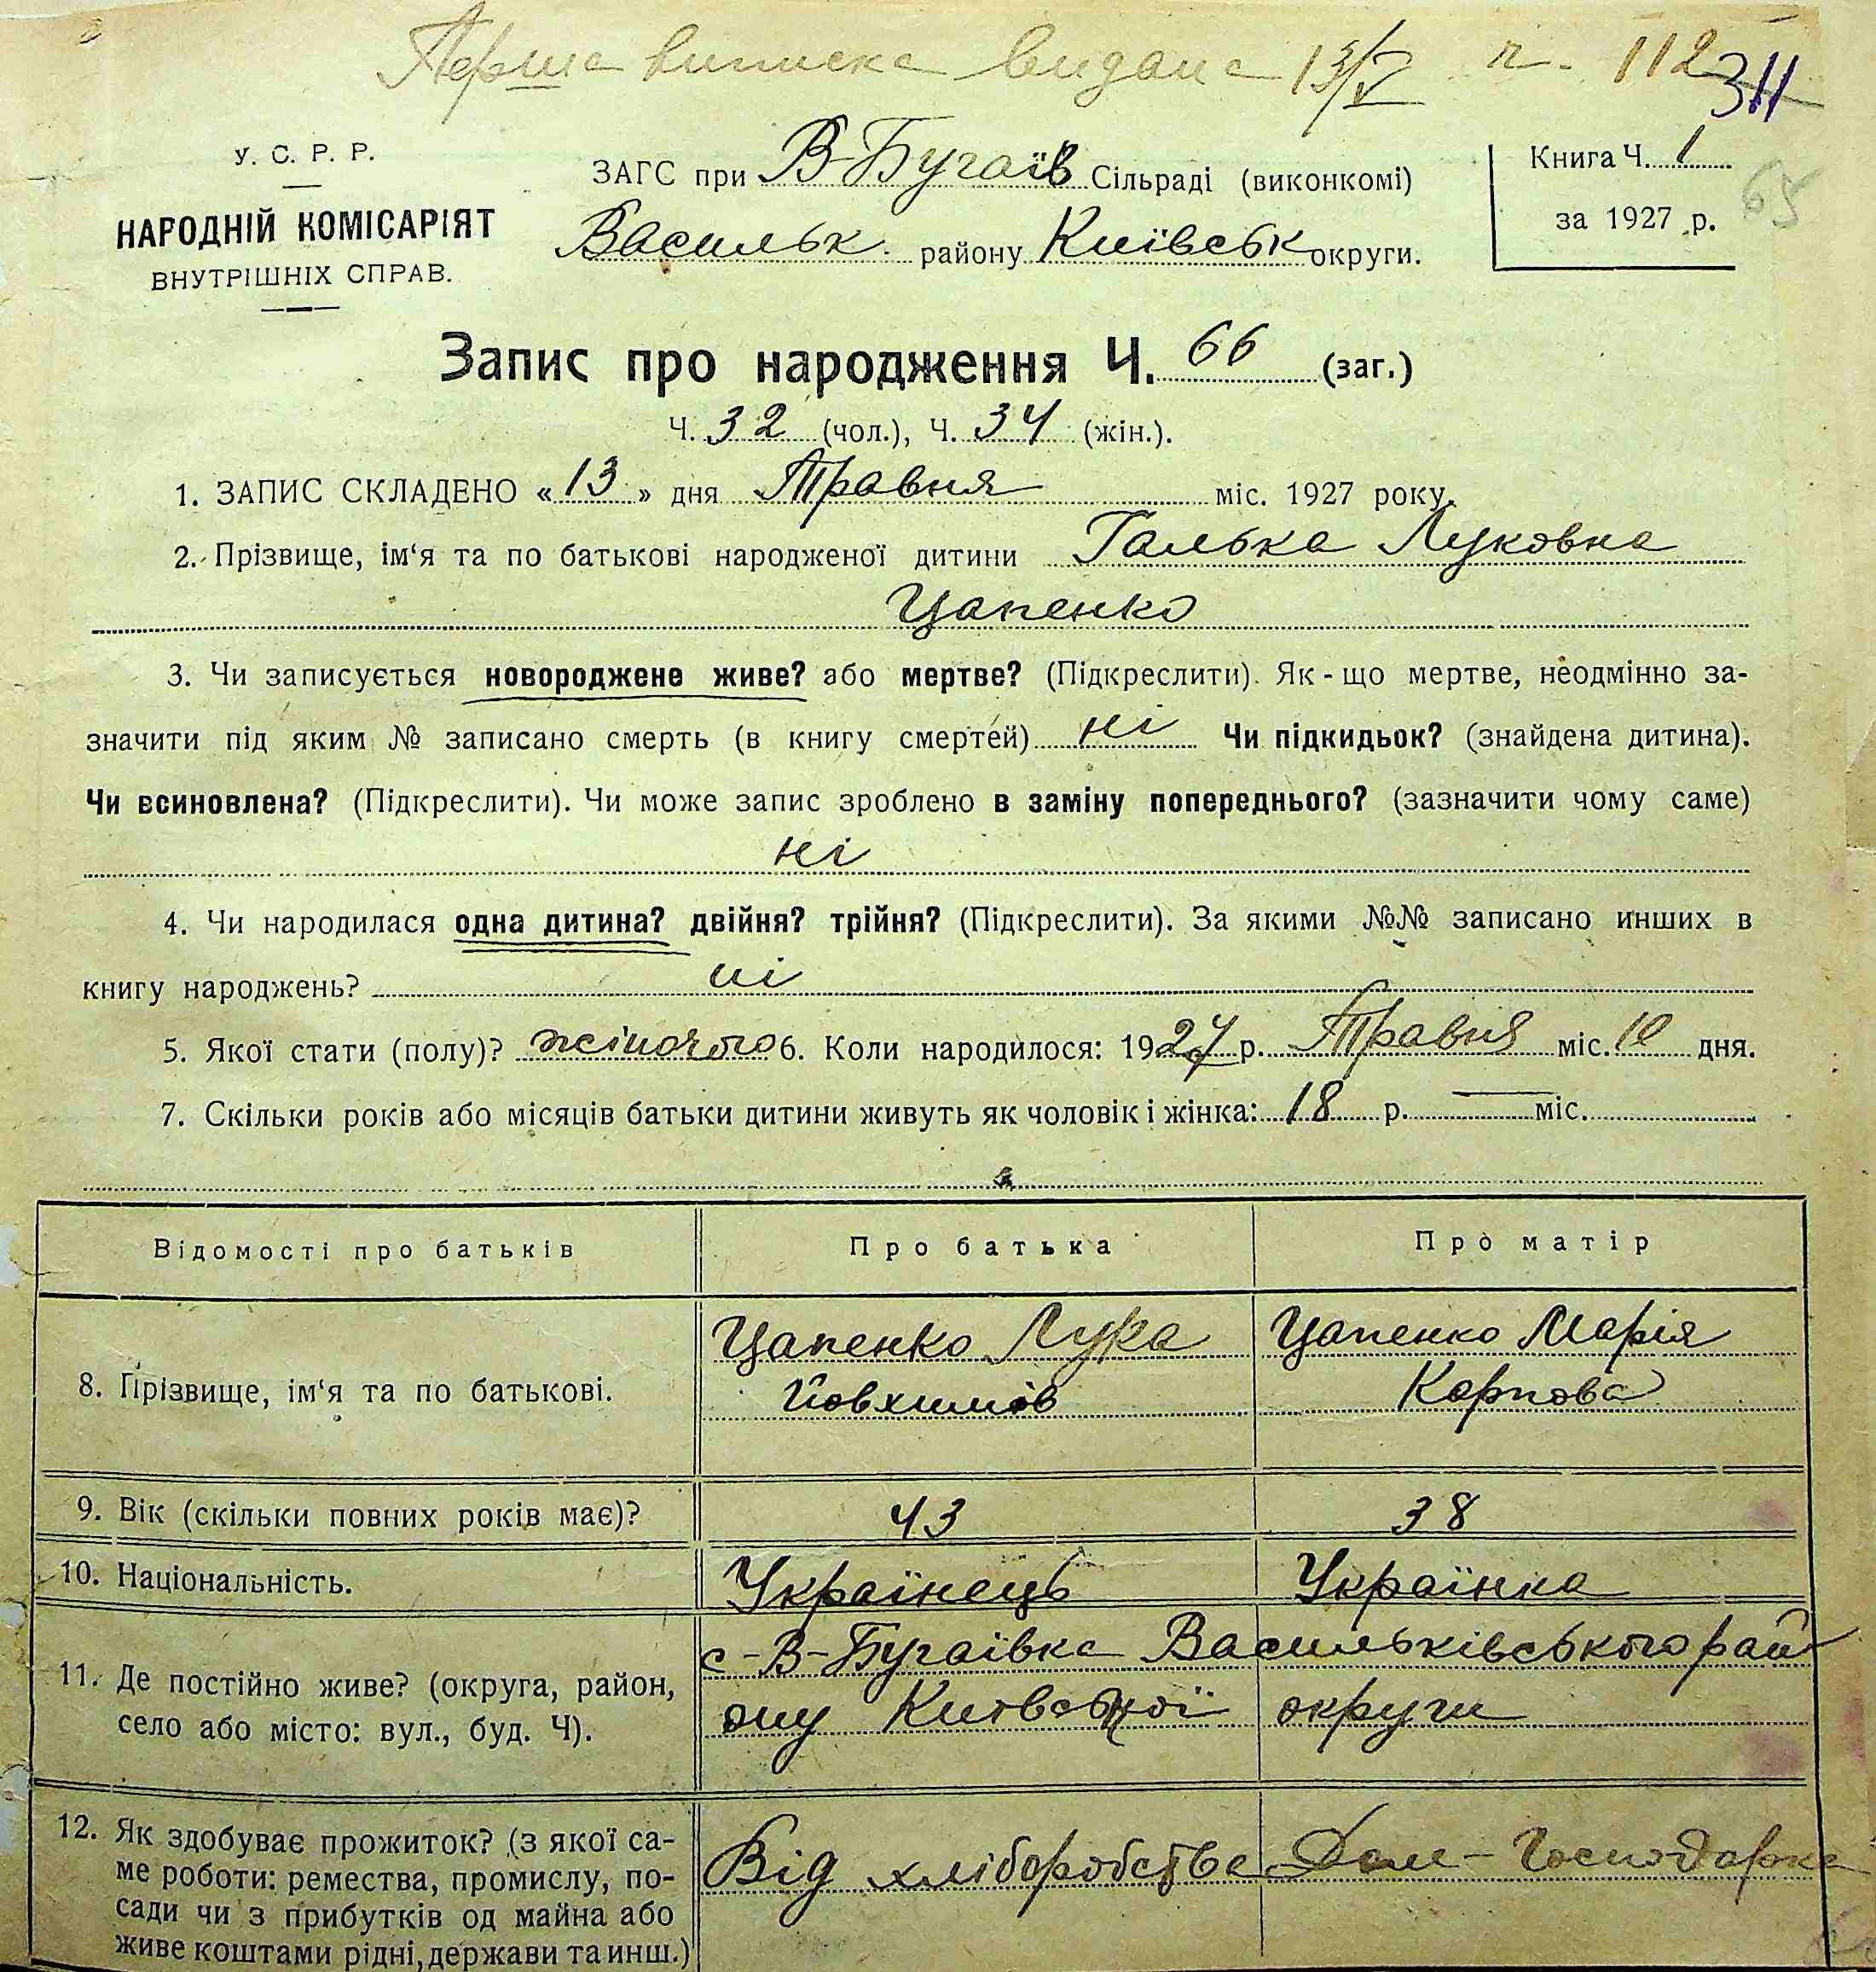 Перша виписка видана 13/V ч. 112
311
У. С. Р. Р.
НАРОДНІЙ КОМІСАРІЯТ
ВНУТРІШНІХ СПРАВ.
ЗАГС при В-Бугаїв Сільраді (виконкомі)
Васильк. району Київськ округи.
Книга Ч. 1
за 1927 р.
65
Запис про народження Ч. 66 (заг.)
Ч. 32 (чол.), Ч. 34 (жін.).
1. ЗАПИС СКЛАДЕНО «13» дня Травня міс. 1927 року.
2. Прізвище, ім‘я та по батькові народженої дитини Галька Луковна
Цапенко
3. Чи записується новороджене живе? або мертве? (Підкреслити). Як-що мертве, неодмінно за-
значити під яким № записано смерть (в книгу смертей) ні Чи підкидьок? (знайдена дитина).
Чи всиновлена? (Підкреслити). Чи може запис зроблено в заміну попереднього? (зазначити чому саме)
ні
4. Чи народилася одна дитина? двійня? трійня? (Підкреслити). За якими №№ записано инших в
книгу народжень? ні
5. Якої стати (полу)? жіночого 6. Коли народилося: 1927 р. Травня міс. 10 дня.
7. Скільки років або місяців батьки дитини живуть як чоловік і жінка: 18 р. — міс.
Відомості про батьків Про батька Про матір
8. Прізвище, ім‘я та по батькові.
Цапенко Лука
Йовхимів
Цапенко Марія
Карпова
9. Вік (скільки повних років має)? 43 38
10. Національність. Українець Українка
11. Де постійно живе? (округа, район,
село або місто: вул., буд. Ч).
с-В-Бугаівка Васильківського рай
ону Киівської округи
12. Як здобуває прожиток? (з якої са-
ме роботи: ремества, промислу, по-
сади чи з прибутків од майна або
живе коштами рідні, держави та инш.)
Від хліборобства
Дом-Господарка